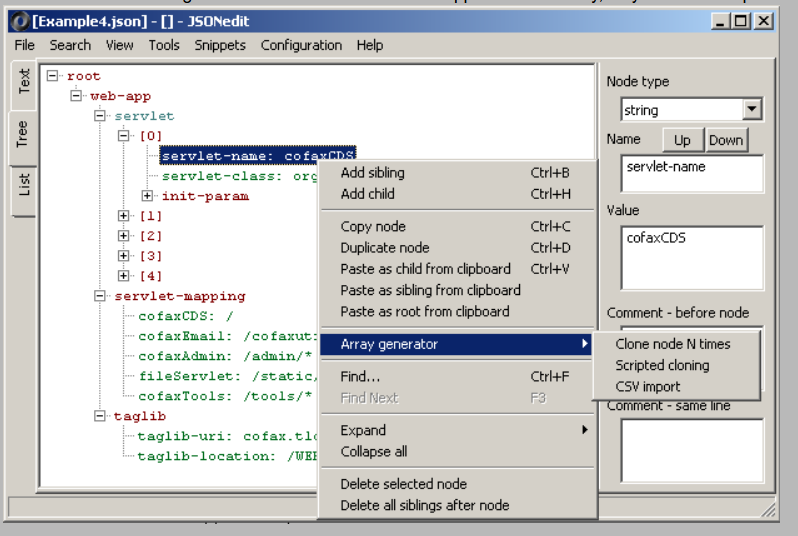 [Example4.json] - [] - JSONedit
File Search View Tools Snippets Configuration Help
Text
Tree
List
root
web-app
servlet
[0]
servlet-name: cofaxCDS
servlet-class: org
init-param
[1]
[2]
[3]
[4]
servlet-mapping
cofaxCDS: /
cofaxEmail: /cofaxut
cofaxAdmin: /admin/*
fileServlet: /static
cofaxTools: /tools/*
taglib
taglib-uri: cofax.tl
taglib-location: /WE
Add sibling Ctrl+B
Add child Ctrl+H
Copy node Ctrl+C
Duplicate node Ctrl+D
Paste as child from clipboard Ctrl+V
Paste as sibling from clipboard
Paste as root from clipboard
Array generator
Find... Ctrl+F
Find Next F3
Expand
Collapse all
Delete selected node
Delete all siblings after node
Clone node N times
Scripted cloning
CSV import
Node type
string
Name Up Down
servlet-name
Value
cofaxCDS
Comment - before node
Comment - same line